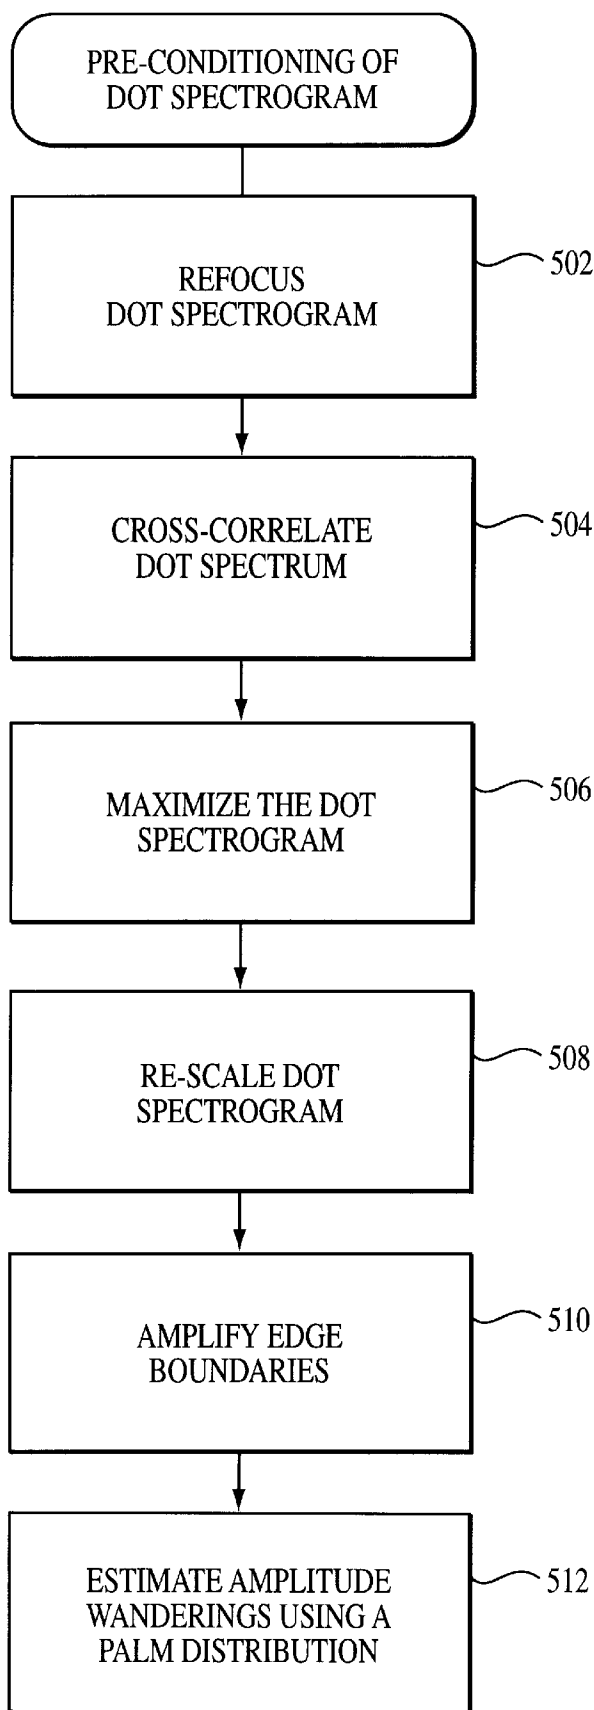 PRE-CONDITIONING OF
DOT SPECTROGRAM
REFOCUS
DOT SPECTROGRAM
502
CROSS-CORRELATE
DOT SPECTRUM
504
MAXIMIZE THE DOT
SPECTROGRAM
506
RE-SCALE DOT
SPECTROGRAM
508
AMPLIFY EDGE
BOUNDARIES
510
ESTIMATE AMPLITUDE
WANDERINGS USING A
PALM DISTRIBUTION
512